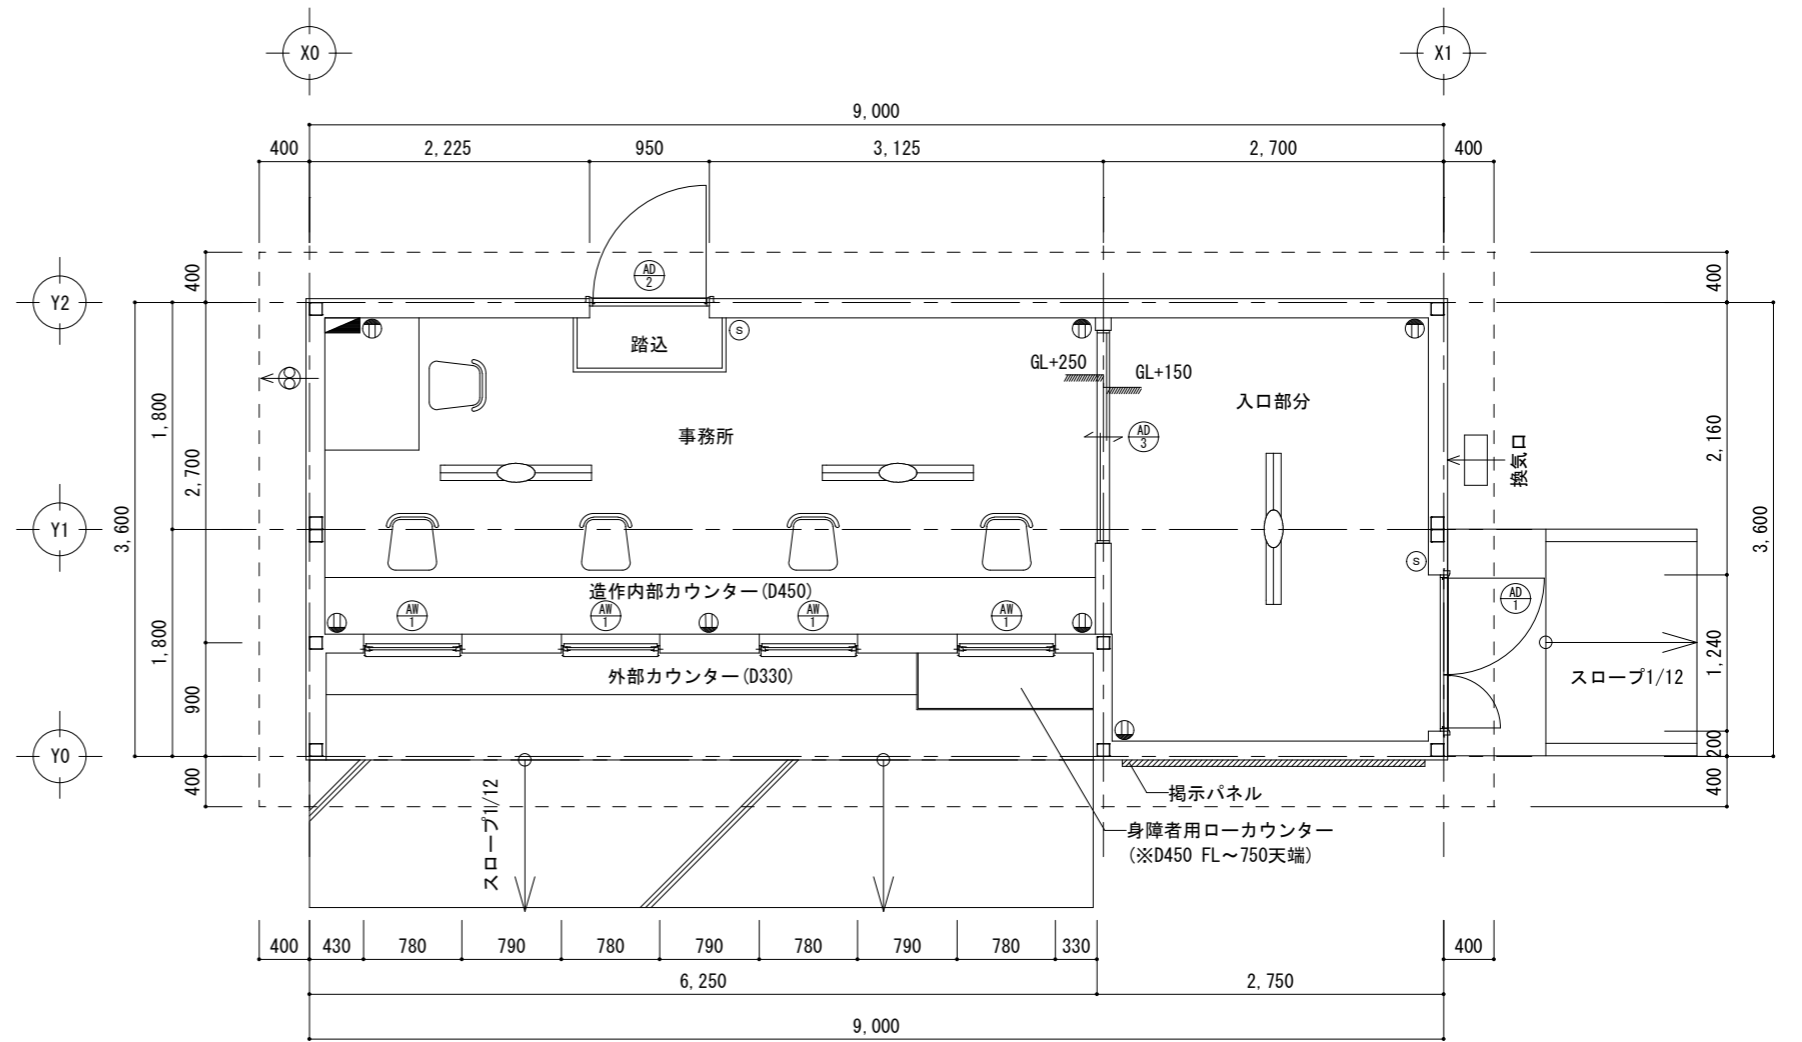 X0
X1
9,000
400
2,225
950
3,125
2,700
400
AD
2
400
400
Y2
踏込
S
GL+250
GL+150
入口部分
1,800
2,700
3,600
事務所
AD
3
換気口
2,160
3,600
Y1
S
造作内部カウンター(D450)
AW
1
AW
1
AW
1
AW
1
AD
1
1,240
1,800
900
外部カウンター(D330)
スロープ1/12
Y0
200
400
400
スロープ1/12
掲示パネル
身障者用ローカウンター
(※D450 FL～750天端)
400
430
780
790
780
790
780
790
780
330
400
6,250
2,750
9,000